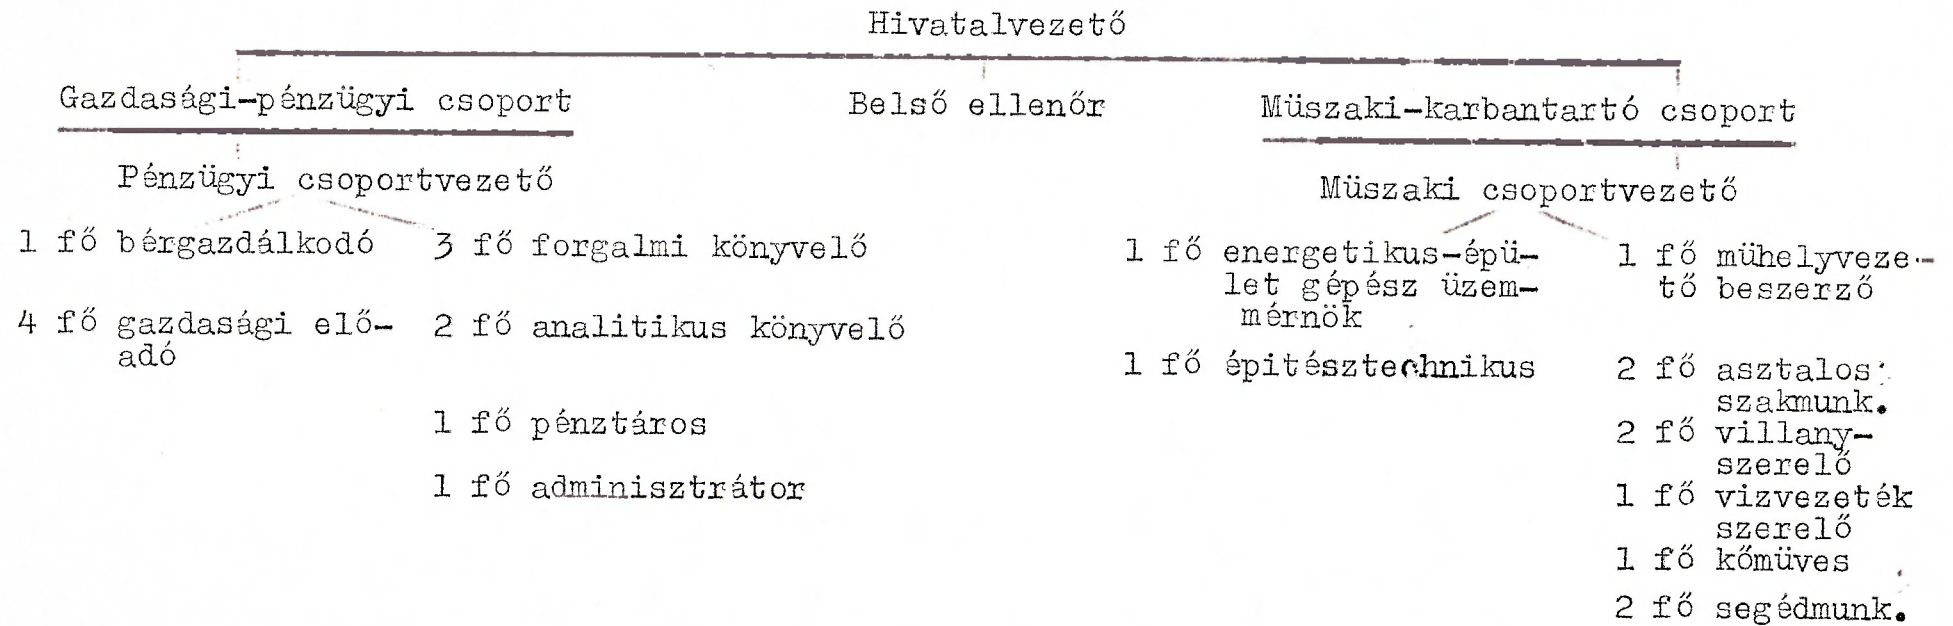 Hivatalvezető
Gazdasági-pénzügyi csoport
Belső ellenőr
Müszaki-karbantartó csoport
Pénzügyi csoportvezető
Müszaki csoportvezető
1 fő bérgazdálkodó
4 fő gazdasági elő-
adó
3 fő forgalmi könyvelő
2 fő analitikus könyvelő
1 fő pénztáros
1 fő adminisztrátor
1 fő energetikus-épü-
let gépész üzem-
mérnök
1 fő épitésztechnikus
1 fő mühelyveze-
tő beszerző
2 fő asztalos
szakmunk.
2 fő villany-
szerelő
1 fő vizvezeték
szerelő
1 fő kőmüves
2 fő segédmunk.